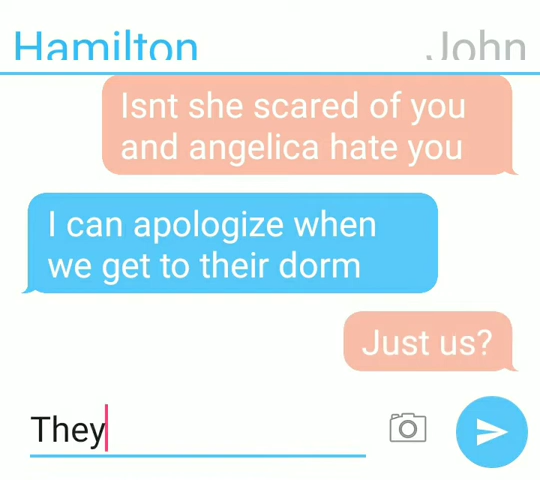 Hamilton John
Isnt she scared of you
and angelica hate you
I can apologize when
we get to their dorm
Just us?
They